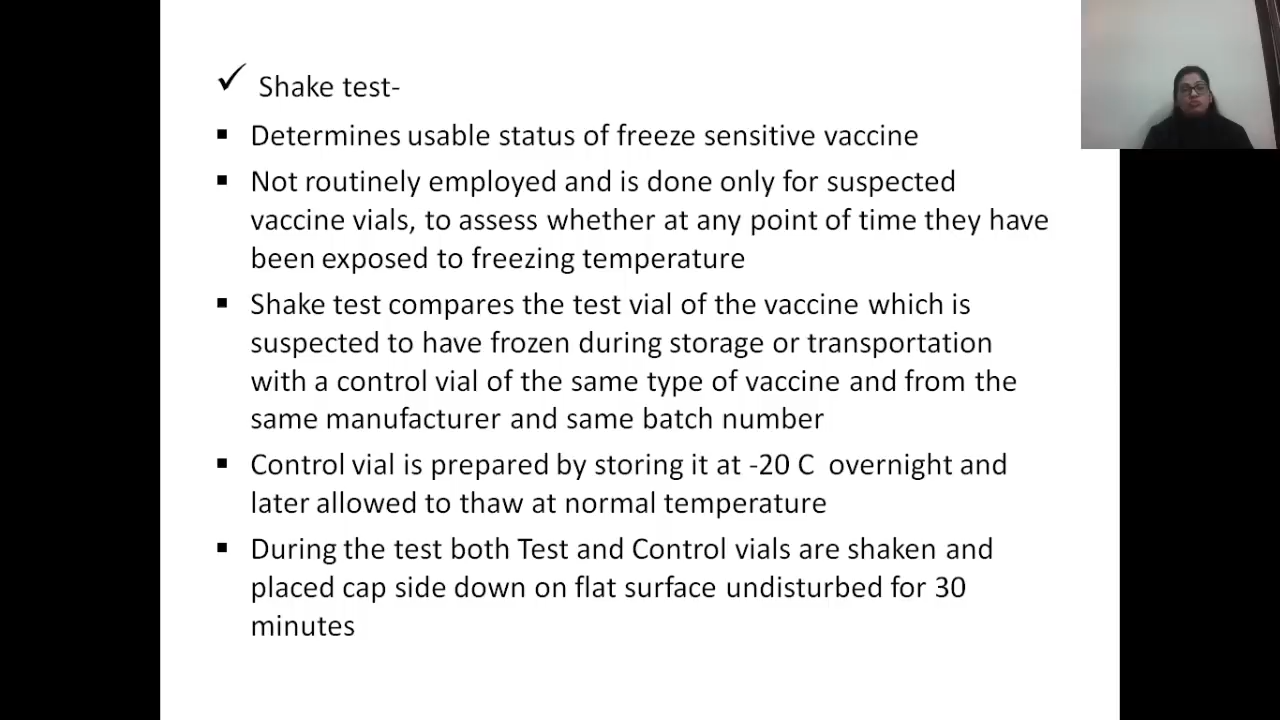 ✓ Shake test-
▪ Determines usable status of freeze sensitive vaccine
▪ Not routinely employed and is done only for suspected
vaccine vials, to assess whether at any point of time they have
been exposed to freezing temperature
▪ Shake test compares the test vial of the vaccine which is
suspected to have frozen during storage or transportation
with a control vial of the same type of vaccine and from the
same manufacturer and same batch number
▪ Control vial is prepared by storing it at -20 C overnight and
later allowed to thaw at normal temperature
▪ During the test both Test and Control vials are shaken and
placed cap side down on flat surface undisturbed for 30
minutes